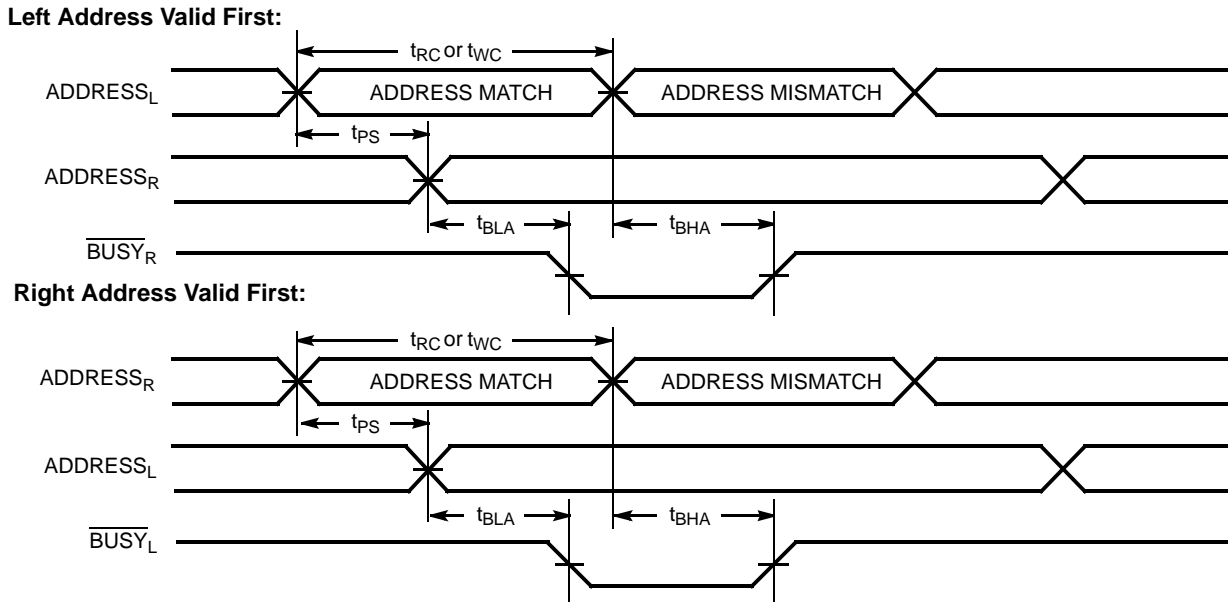 Left Address Valid First:
tRC or tWC
ADDRESSL ADDRESS MATCH ADDRESS MISMATCH
tPS
ADDRESSR
tBLA tBHA
BUSYR
Right Address Valid First:
tRC or tWC
ADDRESSR ADDRESS MATCH ADDRESS MISMATCH
tPS
ADDRESSL
tBLA tBHA
BUSYL